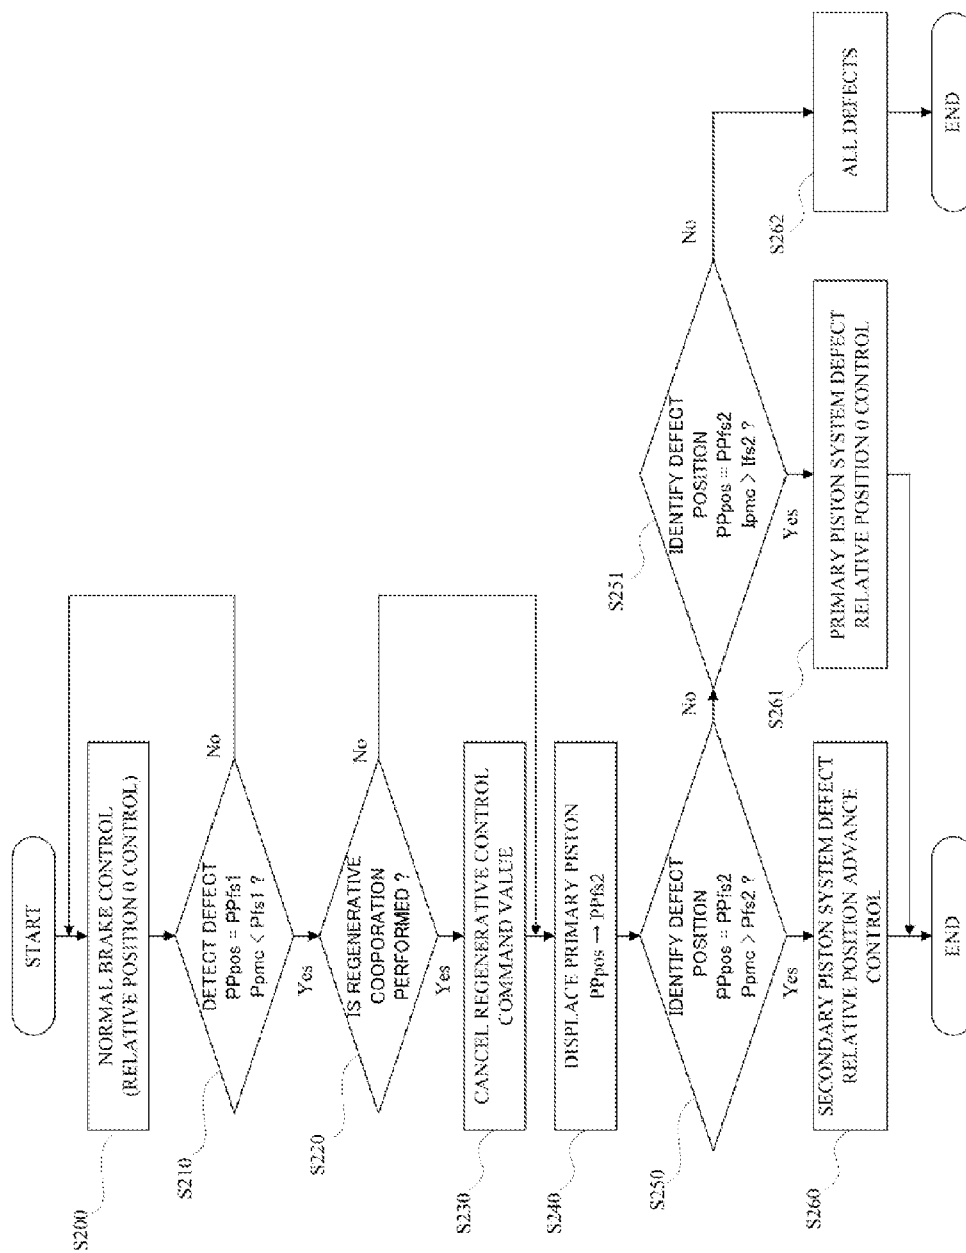 START
NORMAL BRAKE CONTROL
(RELATIVE POSITION 0 CONTROL)
S200
DETECT DEFECT
PPpos = PPfs1
Ppmc < Pfs1 ?
S210
No
Yes
IS REGENERATIVE
COOPORATION
PERFORMED ?
S220
No
Yes
CANCEL REGENERATIVE CONTROL
COMMAND VALUE
S230
DISPLACE PRIMARY PISTON
PPpos → PPfs2
S240
IDENTIFY DEFECT
POSITION
PPpos = PPfs2
Ppmc > Pfs2 ?
S250
No
Yes
IDENTIFY DEFECT
POSITION
PPpos = PPfs2
Ipmc > Ifs2 ?
S251
No
Yes
SECONDARY PISTON SYSTEM DEFECT
RELATIVE POSITION ADVANCE
CONTROL
S260
PRIMARY PISTON SYSTEM DEFECT
RELATIVE POSITION 0 CONTROL
S261
ALL DEFECTS
S262
END
END